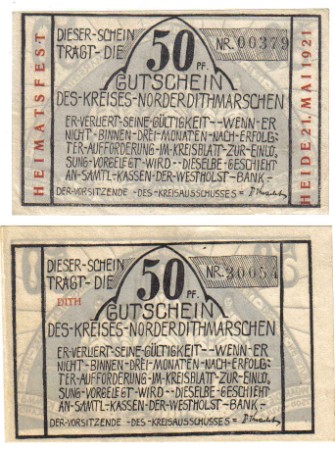 HEIMATSFEST
DIESER-SCHEIN
TRÄGT-DIE
50 PF.
NR. 00379
GUTSCHEIN
DES-KREISES-NORDERDITHMARSCHEN
ER-VERLIERT-SEINE-GÜLTIGKEIT--WENN-ER
NICHT-BINNEN-DREI-MONATEN-NACH-ERFOLG:
TER-AUFFORDERUNG-IM-KREISBLATT-ZUR-EINLÖ,
SUNG-VORGELEGT-WIRD--DIESELBE-GESCHIEHT
AN-SÄMTL-KASSEN-DER-WESTHOLST-BANK-
DER-VORSITZENDE-DES-KREISAUSSCHUSSES=
HEIDE 21. MAI 1921
DIESER-SCHEIN
TRÄGT-DIE
50 PF.
NR. 30054
DITH
GUTSCHEIN
DES-KREISES-NORDERDITHMARSCHEN
ER-VERLIERT-SEINE-GÜLTIGKEIT--WENN-ER
NICHT-BINNEN-DREI-MONATEN-NACH-ERFOLG:
TER-AUFFORDERUNG-IM-KREISBLATT-ZUR-EINLÖ,
SUNG-VORGELEGT-WIRD--DIESELBE-GESCHIEHT
AN-SÄMTL-KASSEN-DER-WESTHOLST-BANK-
DER-VORSITZENDE-DES-KREISAUSSCHUSSES=